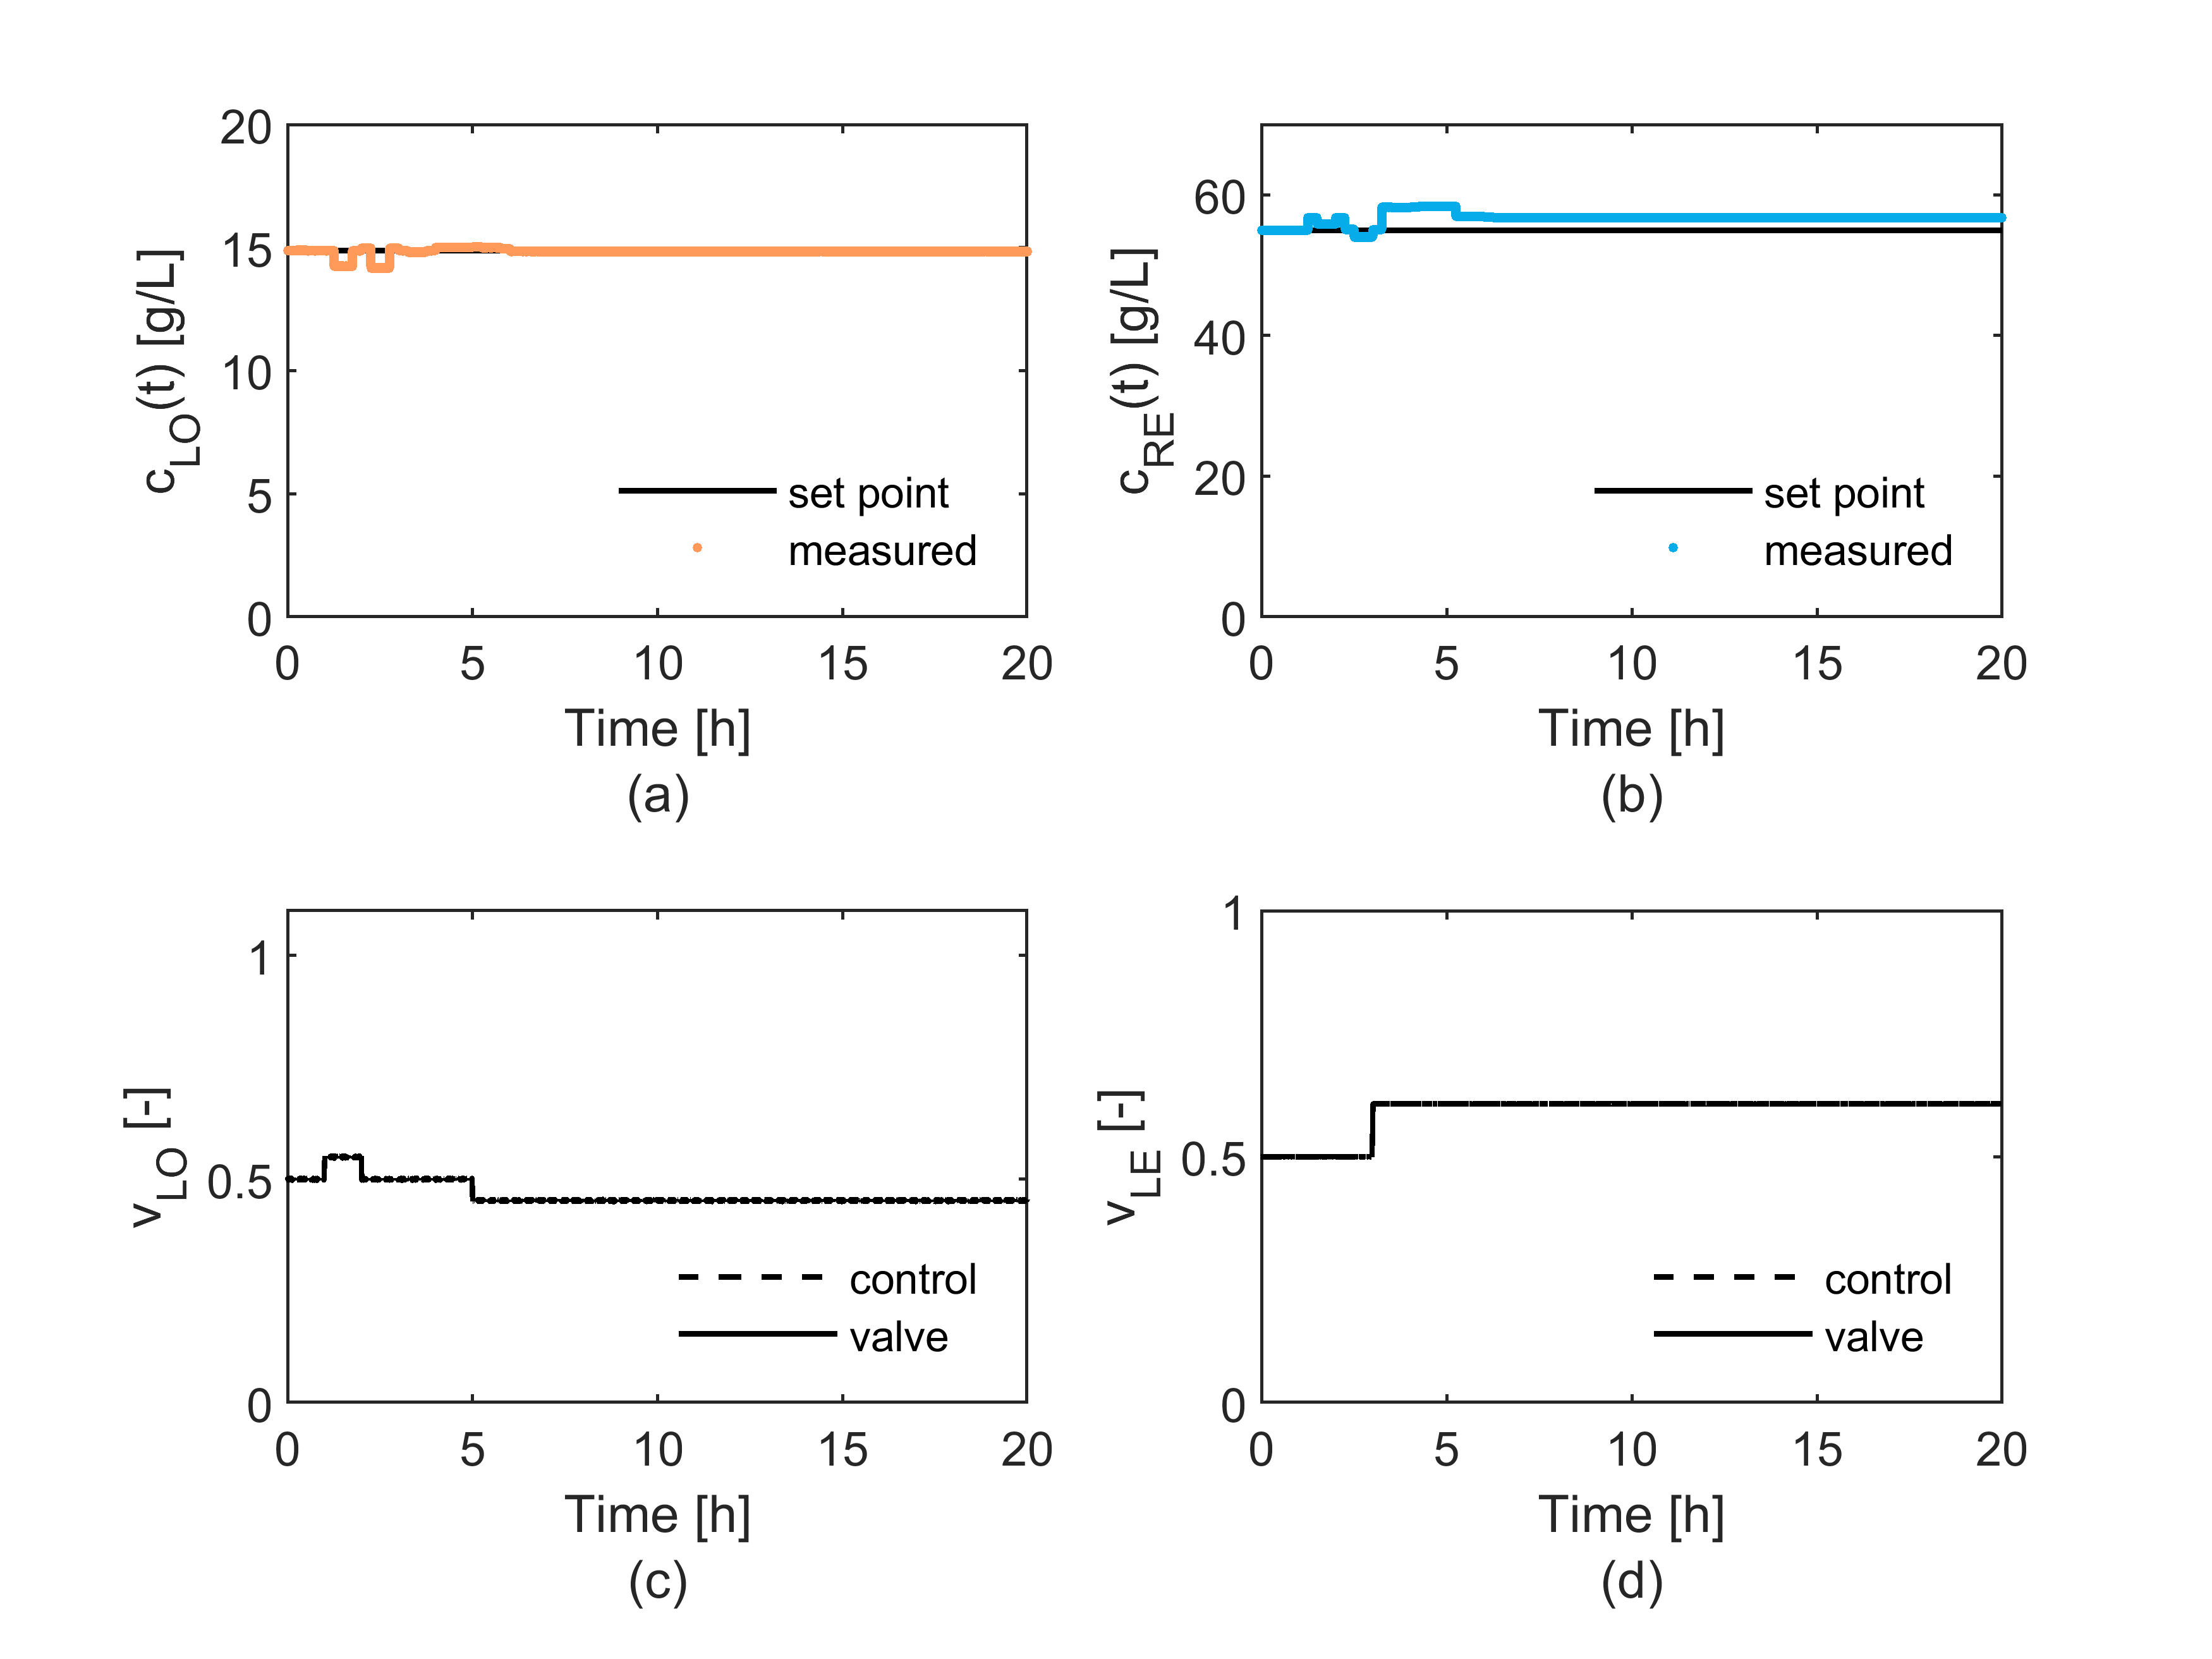 20
15
10
5
0
c_LO(t) [g/L]
set point
measured
0 5 10 15 20
Time [h]
(a)
60
40
20
0
c_RE(t) [g/L]
set point
measured
0 5 10 15 20
Time [h]
(b)
1
0.5
0
v_LO [-]
control
valve
0 5 10 15 20
Time [h]
(c)
1
0.5
0
v_LE [-]
control
valve
0 5 10 15 20
Time [h]
(d)